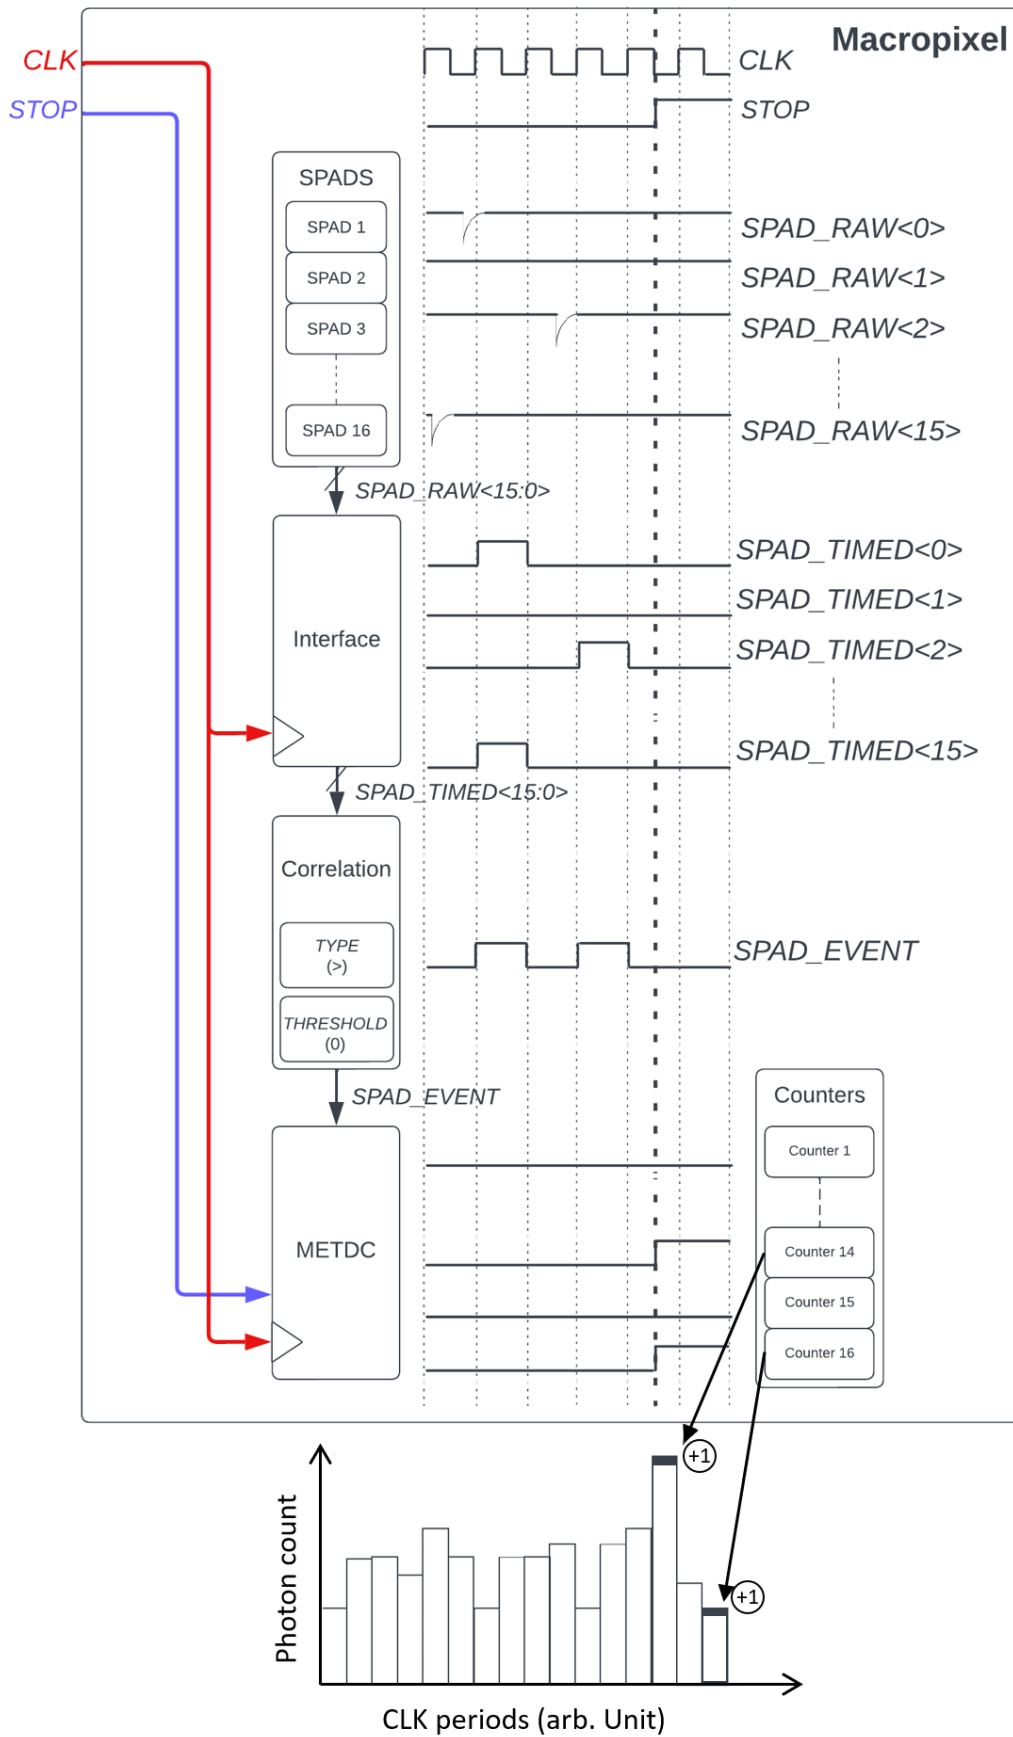 Macropixel
CLK
CLK
STOP
STOP
SPADS
SPAD 1
SPAD_RAW<0>
SPAD 2
SPAD_RAW<1>
SPAD 3
SPAD_RAW<2>
SPAD 16
SPAD_RAW<15>
SPAD_RAW<15:0>
SPAD_TIMED<0>
SPAD_TIMED<1>
Interface
SPAD_TIMED<2>
SPAD_TIMED<15>
SPAD_TIMED<15:0>
Correlation
TYPE
(>)
SPAD_EVENT
THRESHOLD
(0)
SPAD_EVENT
Counters
Counter 1
METDC
Counter 14
Counter 15
Counter 16
+1
+1
Photon count
CLK periods (arb. Unit)